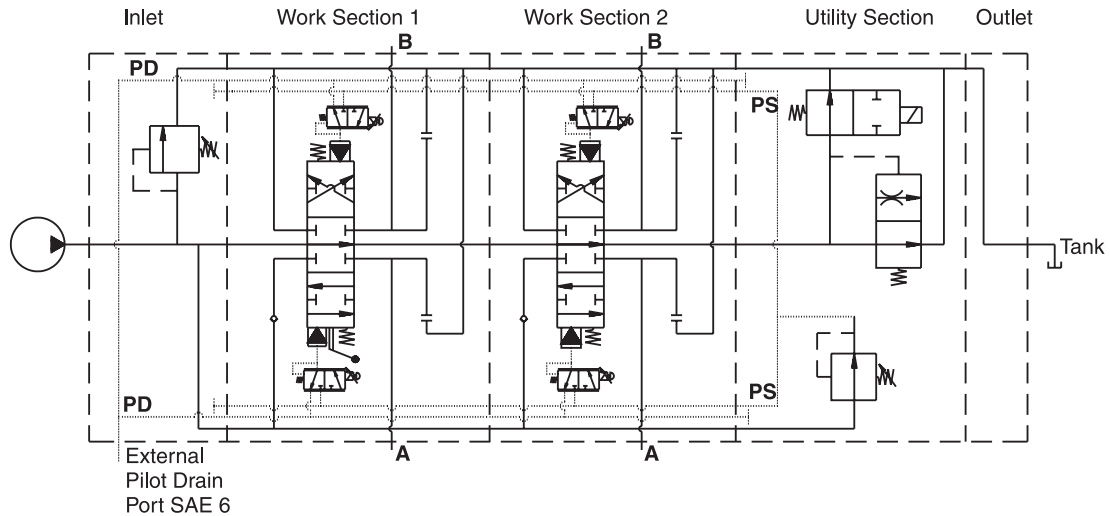 Inlet
Work Section 1
Work Section 2
Utility Section
Outlet
B
B
PD
PS
Tank
PD
PS
A
A
External
Pilot Drain
Port SAE 6